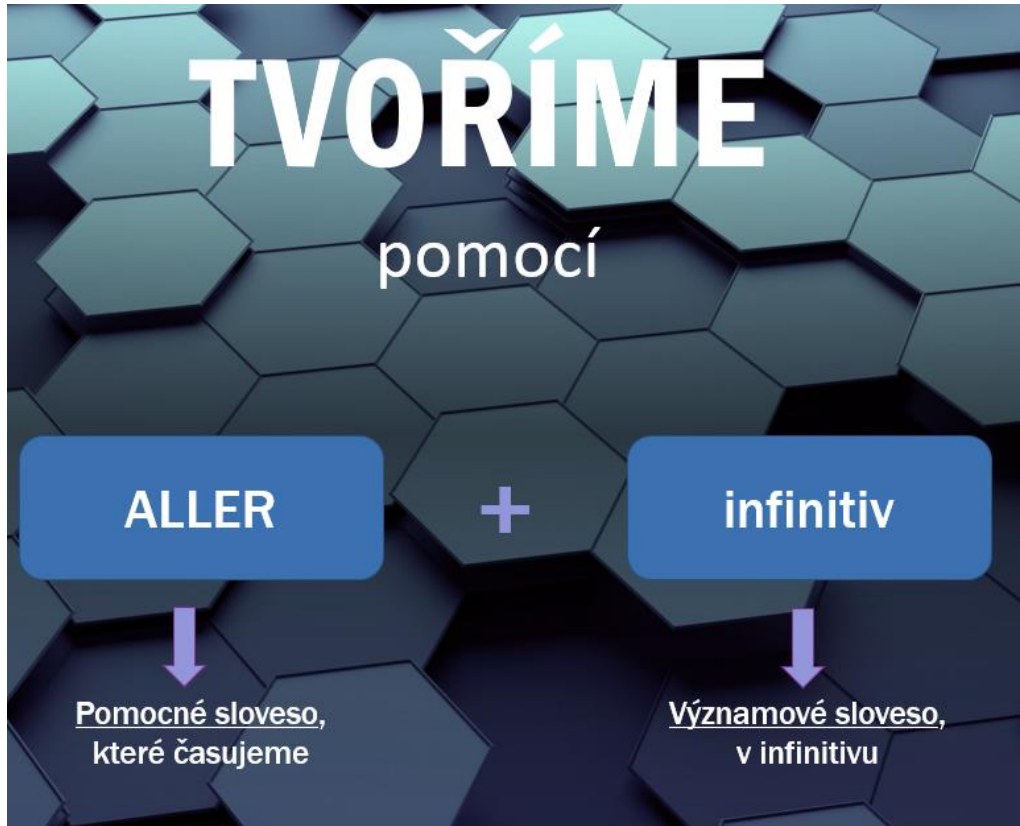 TVOŘÍME
pomocí
ALLER
+
infinitiv
Pomocné sloveso,
které časujeme
Významové sloveso,
v infinitivu